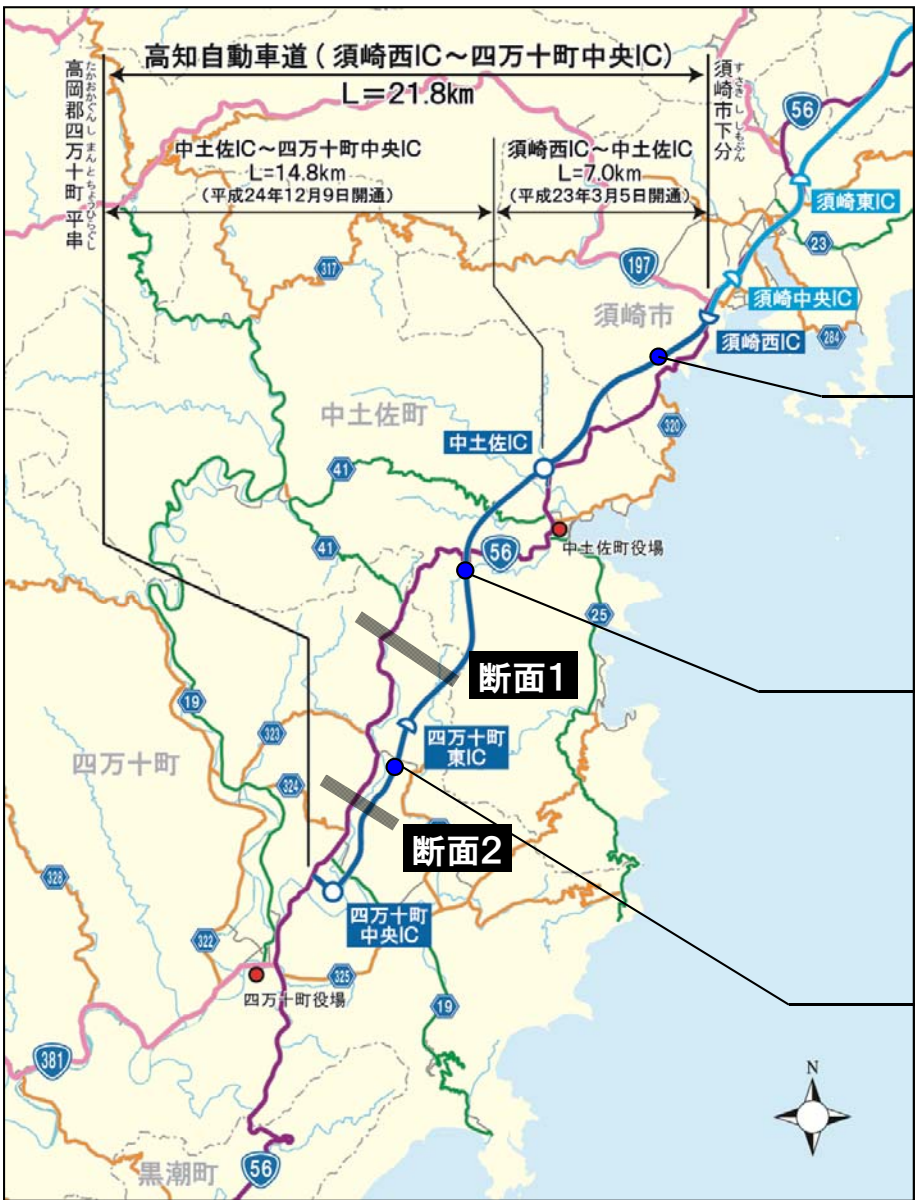 高知自動車道(須崎西IC〜四万十町中央IC)
L=21.8km
高岡郡四万十町平串
たかおかぐんしまんとちょうひらぐし
須崎市下分
すさきししもぶん
中土佐IC〜四万十町中央IC
L=14.8km
(平成24年12月9日開通)
須崎西IC〜中土佐IC
L=7.0km
(平成23年3月5日開通)
56
須崎東IC
23
317
197
須崎中央IC
須崎市
須崎西IC
284
中土佐町
320
中土佐IC
41
41
56
中土佐町役場
25
断面1
19
323
四万十町
東IC
四万十町
324
断面2
328
四万十町
中央IC
322
325
四万十町役場
19
381
N
黒潮町
56